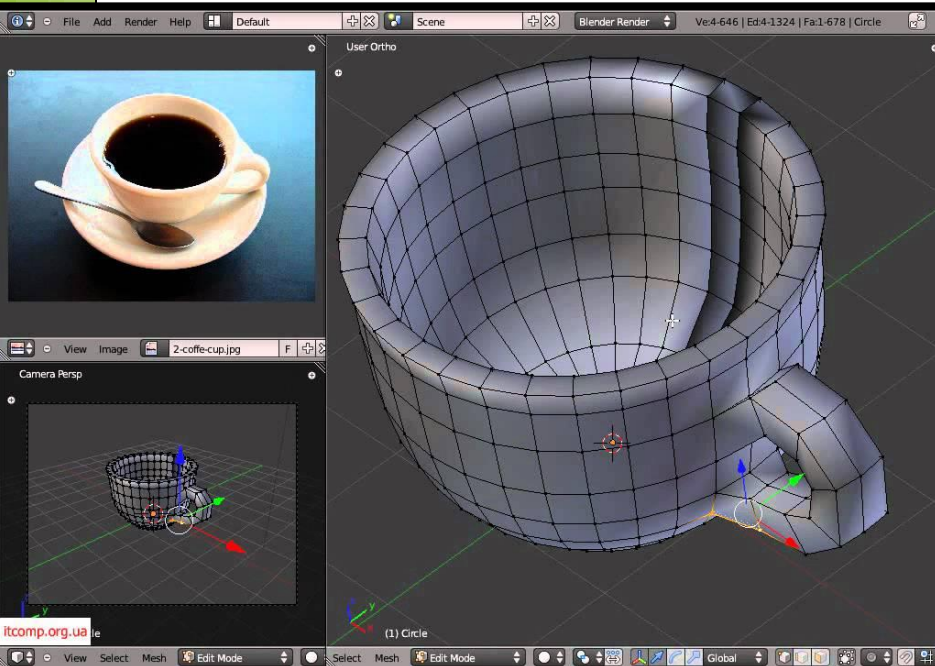 File Add Render Help Default Scene Blender Render Ve:4-646 | Ed:4-1324 | Fa:1-678 | Circle
User Ortho
View Image 2-coffe-cup.jpg F
Camera Persp
(1) Circle
itcomp.org.ua le
View Select Mesh Edit Mode Select Mesh Edit Mode Global